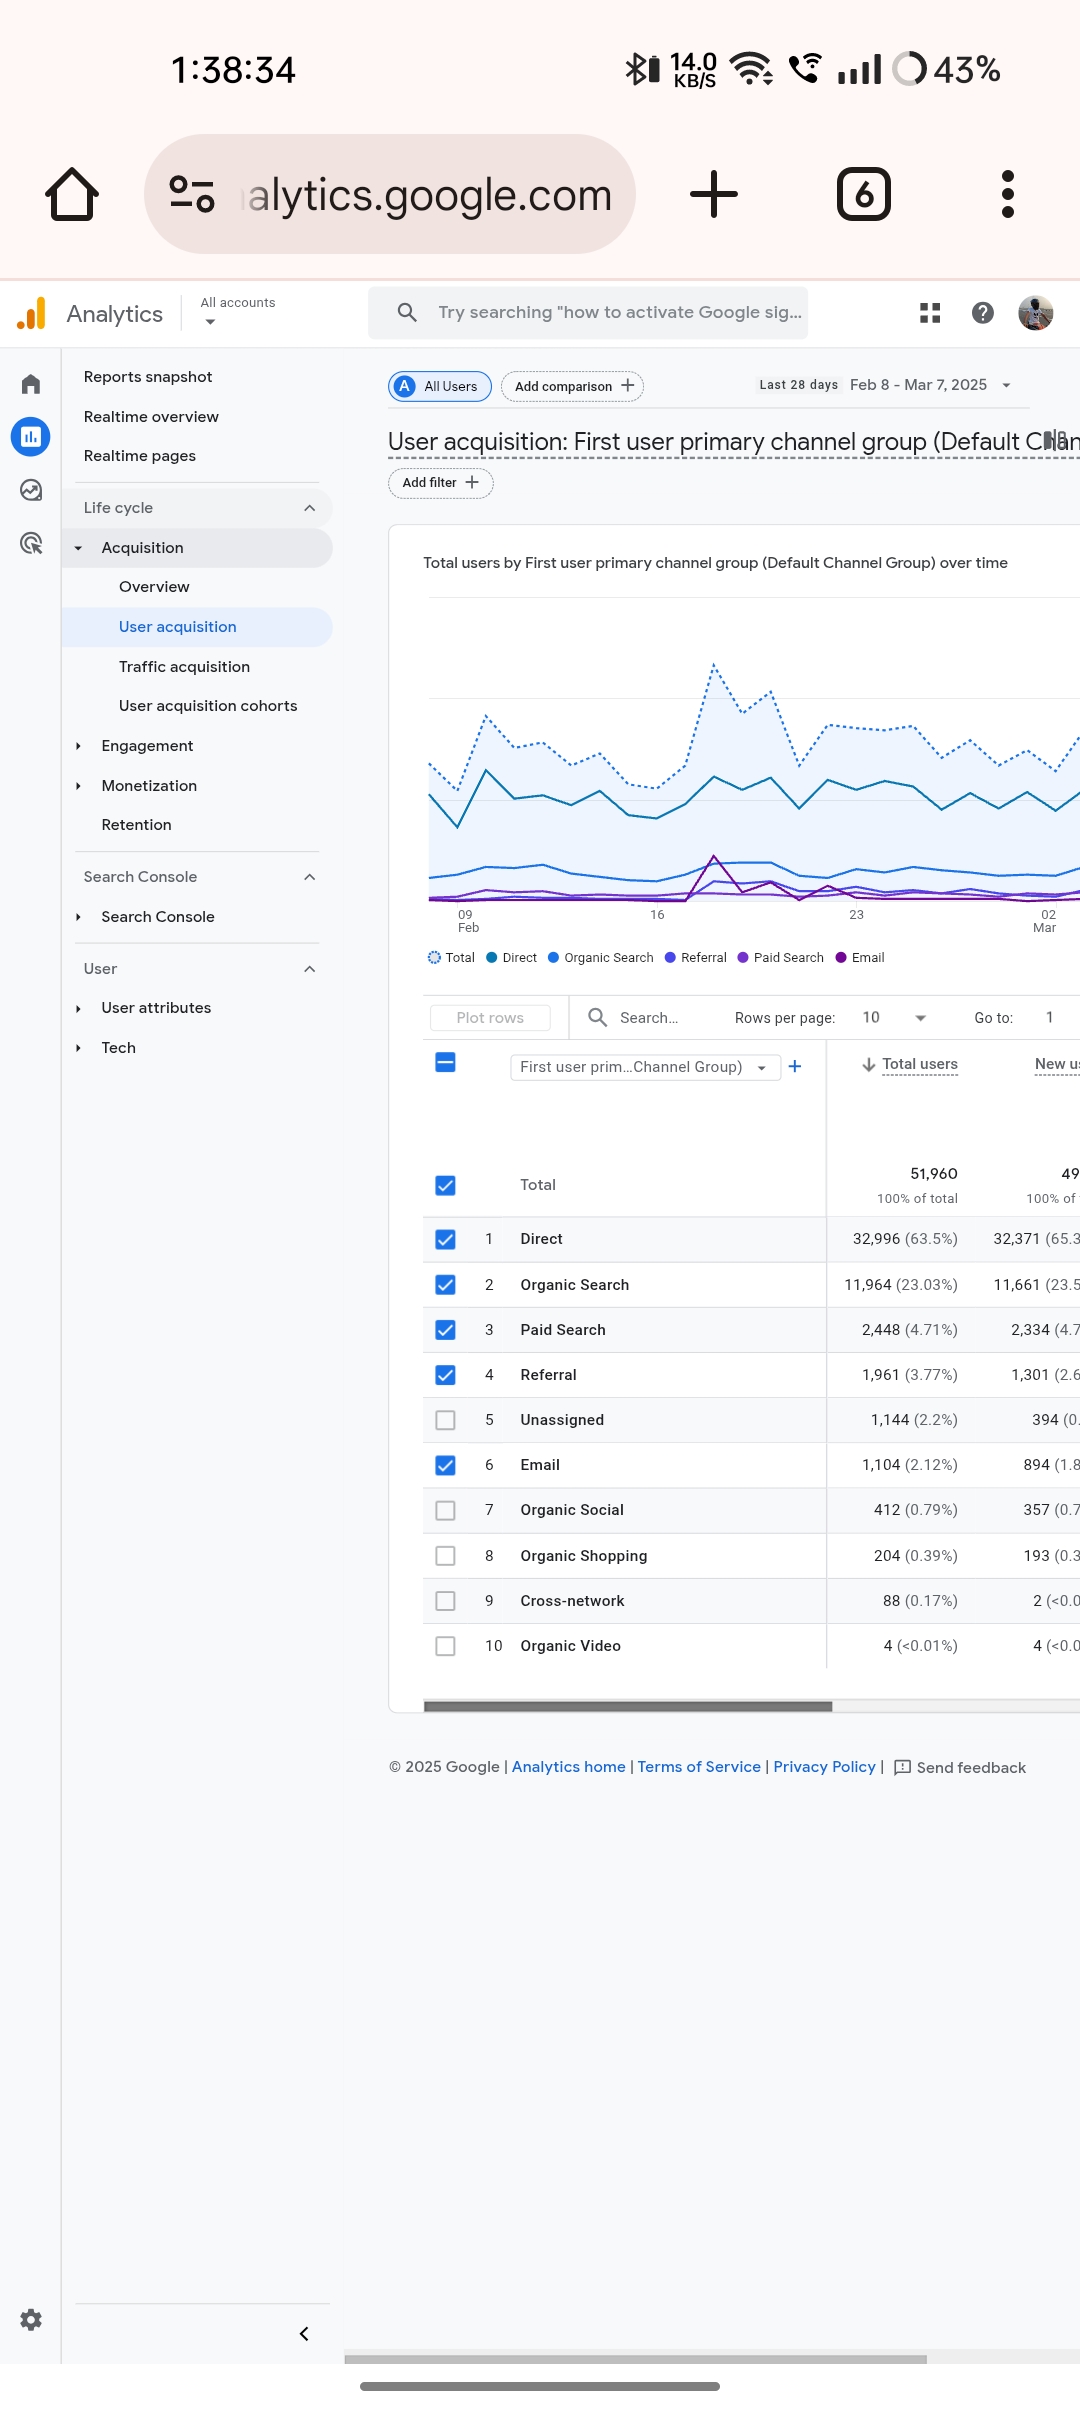 1:38:34
14.0
KB/S
43%
alytics.google.com
6
Analytics
All accounts
Try searching "how to activate Google sig...
Reports snapshot
Realtime overview
Realtime pages
Life cycle
Acquisition
Overview
User acquisition
Traffic acquisition
User acquisition cohorts
Engagement
Monetization
Retention
Search Console
Search Console
User
User attributes
Tech
A All Users
Add comparison +
Last 28 days Feb 8 - Mar 7, 2025
User acquisition: First user primary channel group (Default Chan
Add filter +
Total users by First user primary channel group (Default Channel Group) over time
09 Feb
16
23
02 Mar
Total Direct Organic Search Referral Paid Search Email
Plot rows Search... Rows per page: 10 Go to: 1
First user prim...Channel Group) + Total users New us
Total 51,960 49
100% of total 100% of
1 Direct 32,996 (63.5%) 32,371 (65.3
2 Organic Search 11,964 (23.03%) 11,661 (23.5
3 Paid Search 2,448 (4.71%) 2,334 (4.7
4 Referral 1,961 (3.77%) 1,301 (2.6
5 Unassigned 1,144 (2.2%) 394 (0.
6 Email 1,104 (2.12%) 894 (1.8
7 Organic Social 412 (0.79%) 357 (0.7
8 Organic Shopping 204 (0.39%) 193 (0.3
9 Cross-network 88 (0.17%) 2 (<0.0
10 Organic Video 4 (<0.01%) 4 (<0.0
© 2025 Google | Analytics home | Terms of Service | Privacy Policy | Send feedback